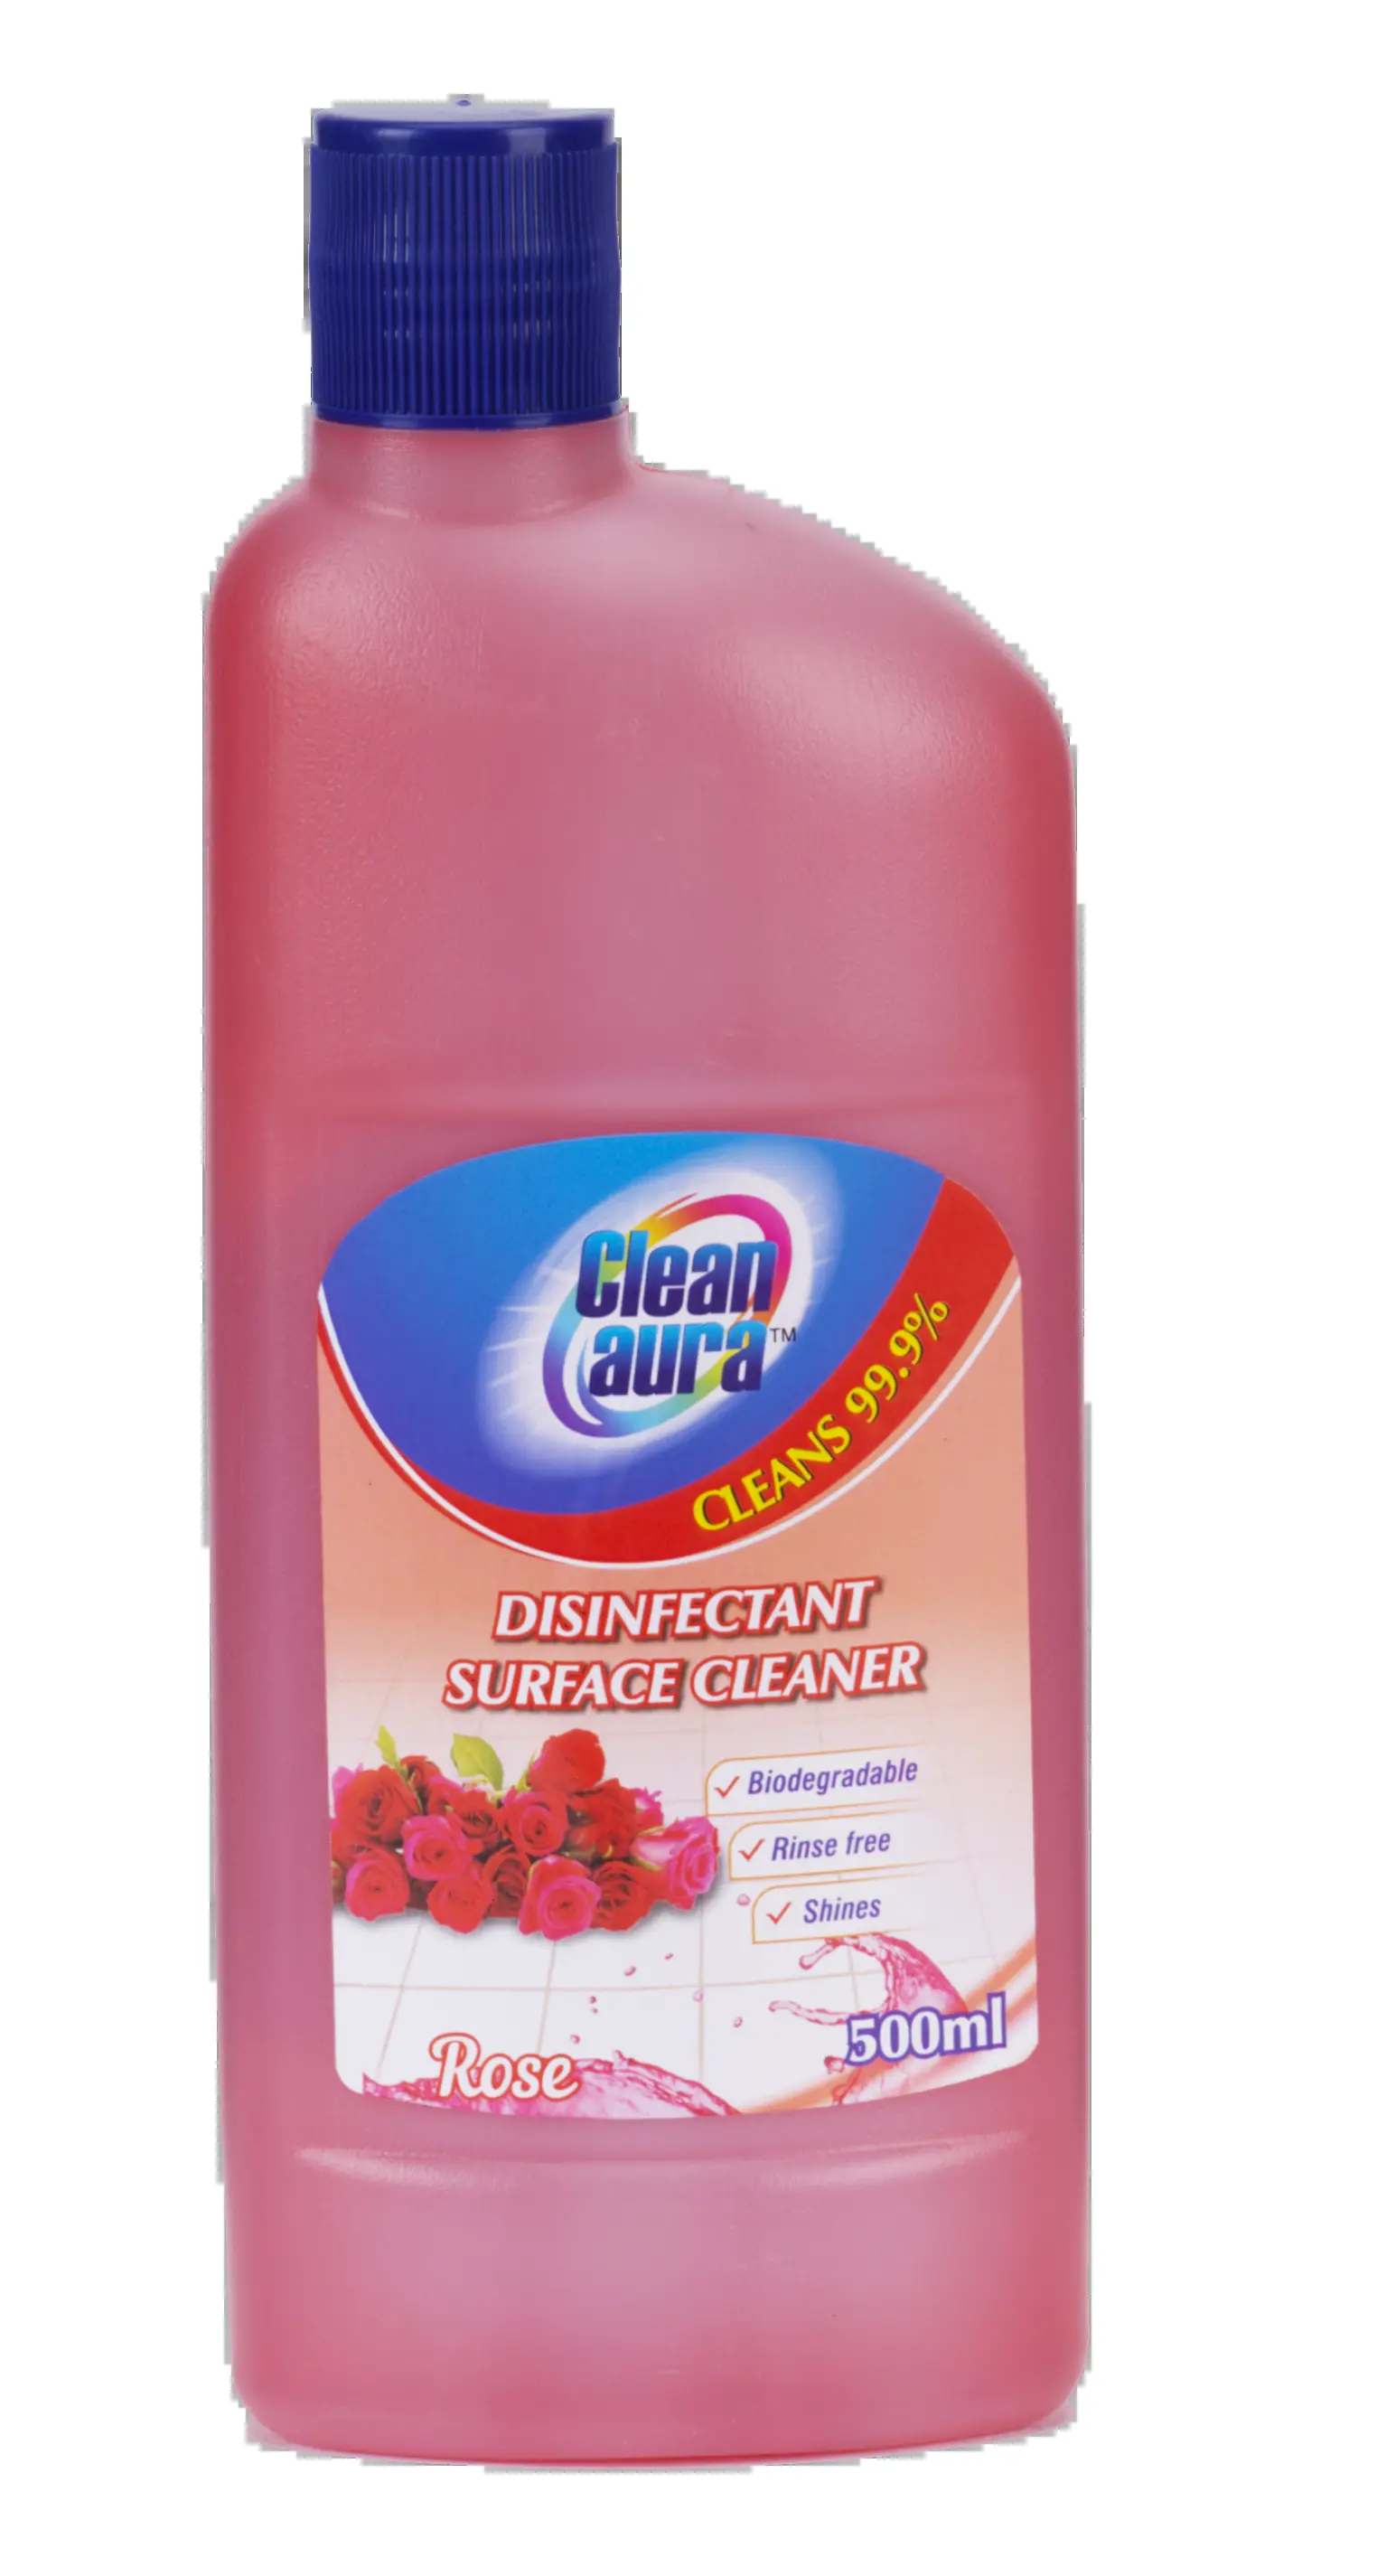 Clean
aura™
CLEANS 99.9%
DISINFECTANT
SURFACE CLEANER
✓ Biodegradable
✓ Rinse free
✓ Shines
500ml
Rose